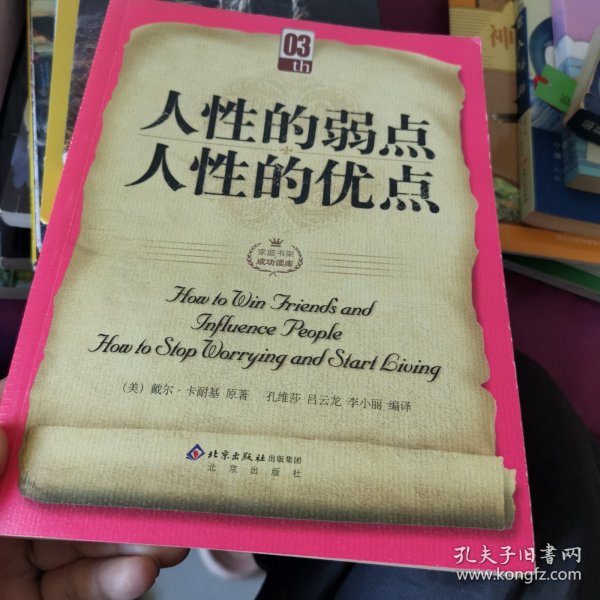 03
th
人性的弱点
+
人性的优点
家庭书架
成功读库
How to Win Friends and
Influence People
How to Stop Worrying and Start Living
（美）戴尔·卡耐基 原著 孔维莎 吕云龙 李小丽 编译
北京出版社出版集团
北京出版社
孔夫子旧书网
www.kongfz.com